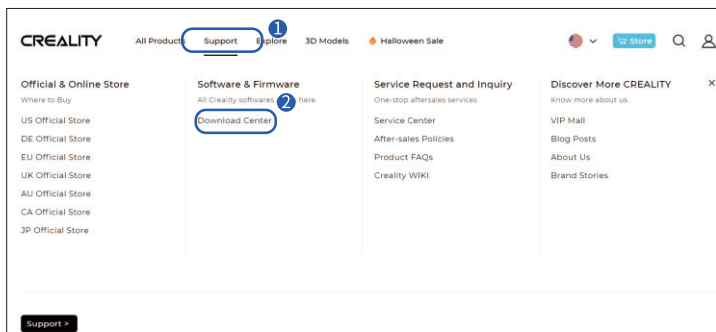 CREALITY
All Products Support Explore 3D Models Halloween Sale Store
1
Official & Online Store
Where to Buy
US Official Store
DE Official Store
EU Official Store
UK Official Store
AU Official Store
CA Official Store
JP Official Store
Software & Firmware
All Creality softwares here
2
Download Center
Service Request and Inquiry
One-stop aftersales services
Service Center
After-sales Policies
Product FAQs
Creality WIKI
Discover More CREALITY
Know more about us
VIP Mall
Blog Posts
About Us
Brand Stories
×
Support >